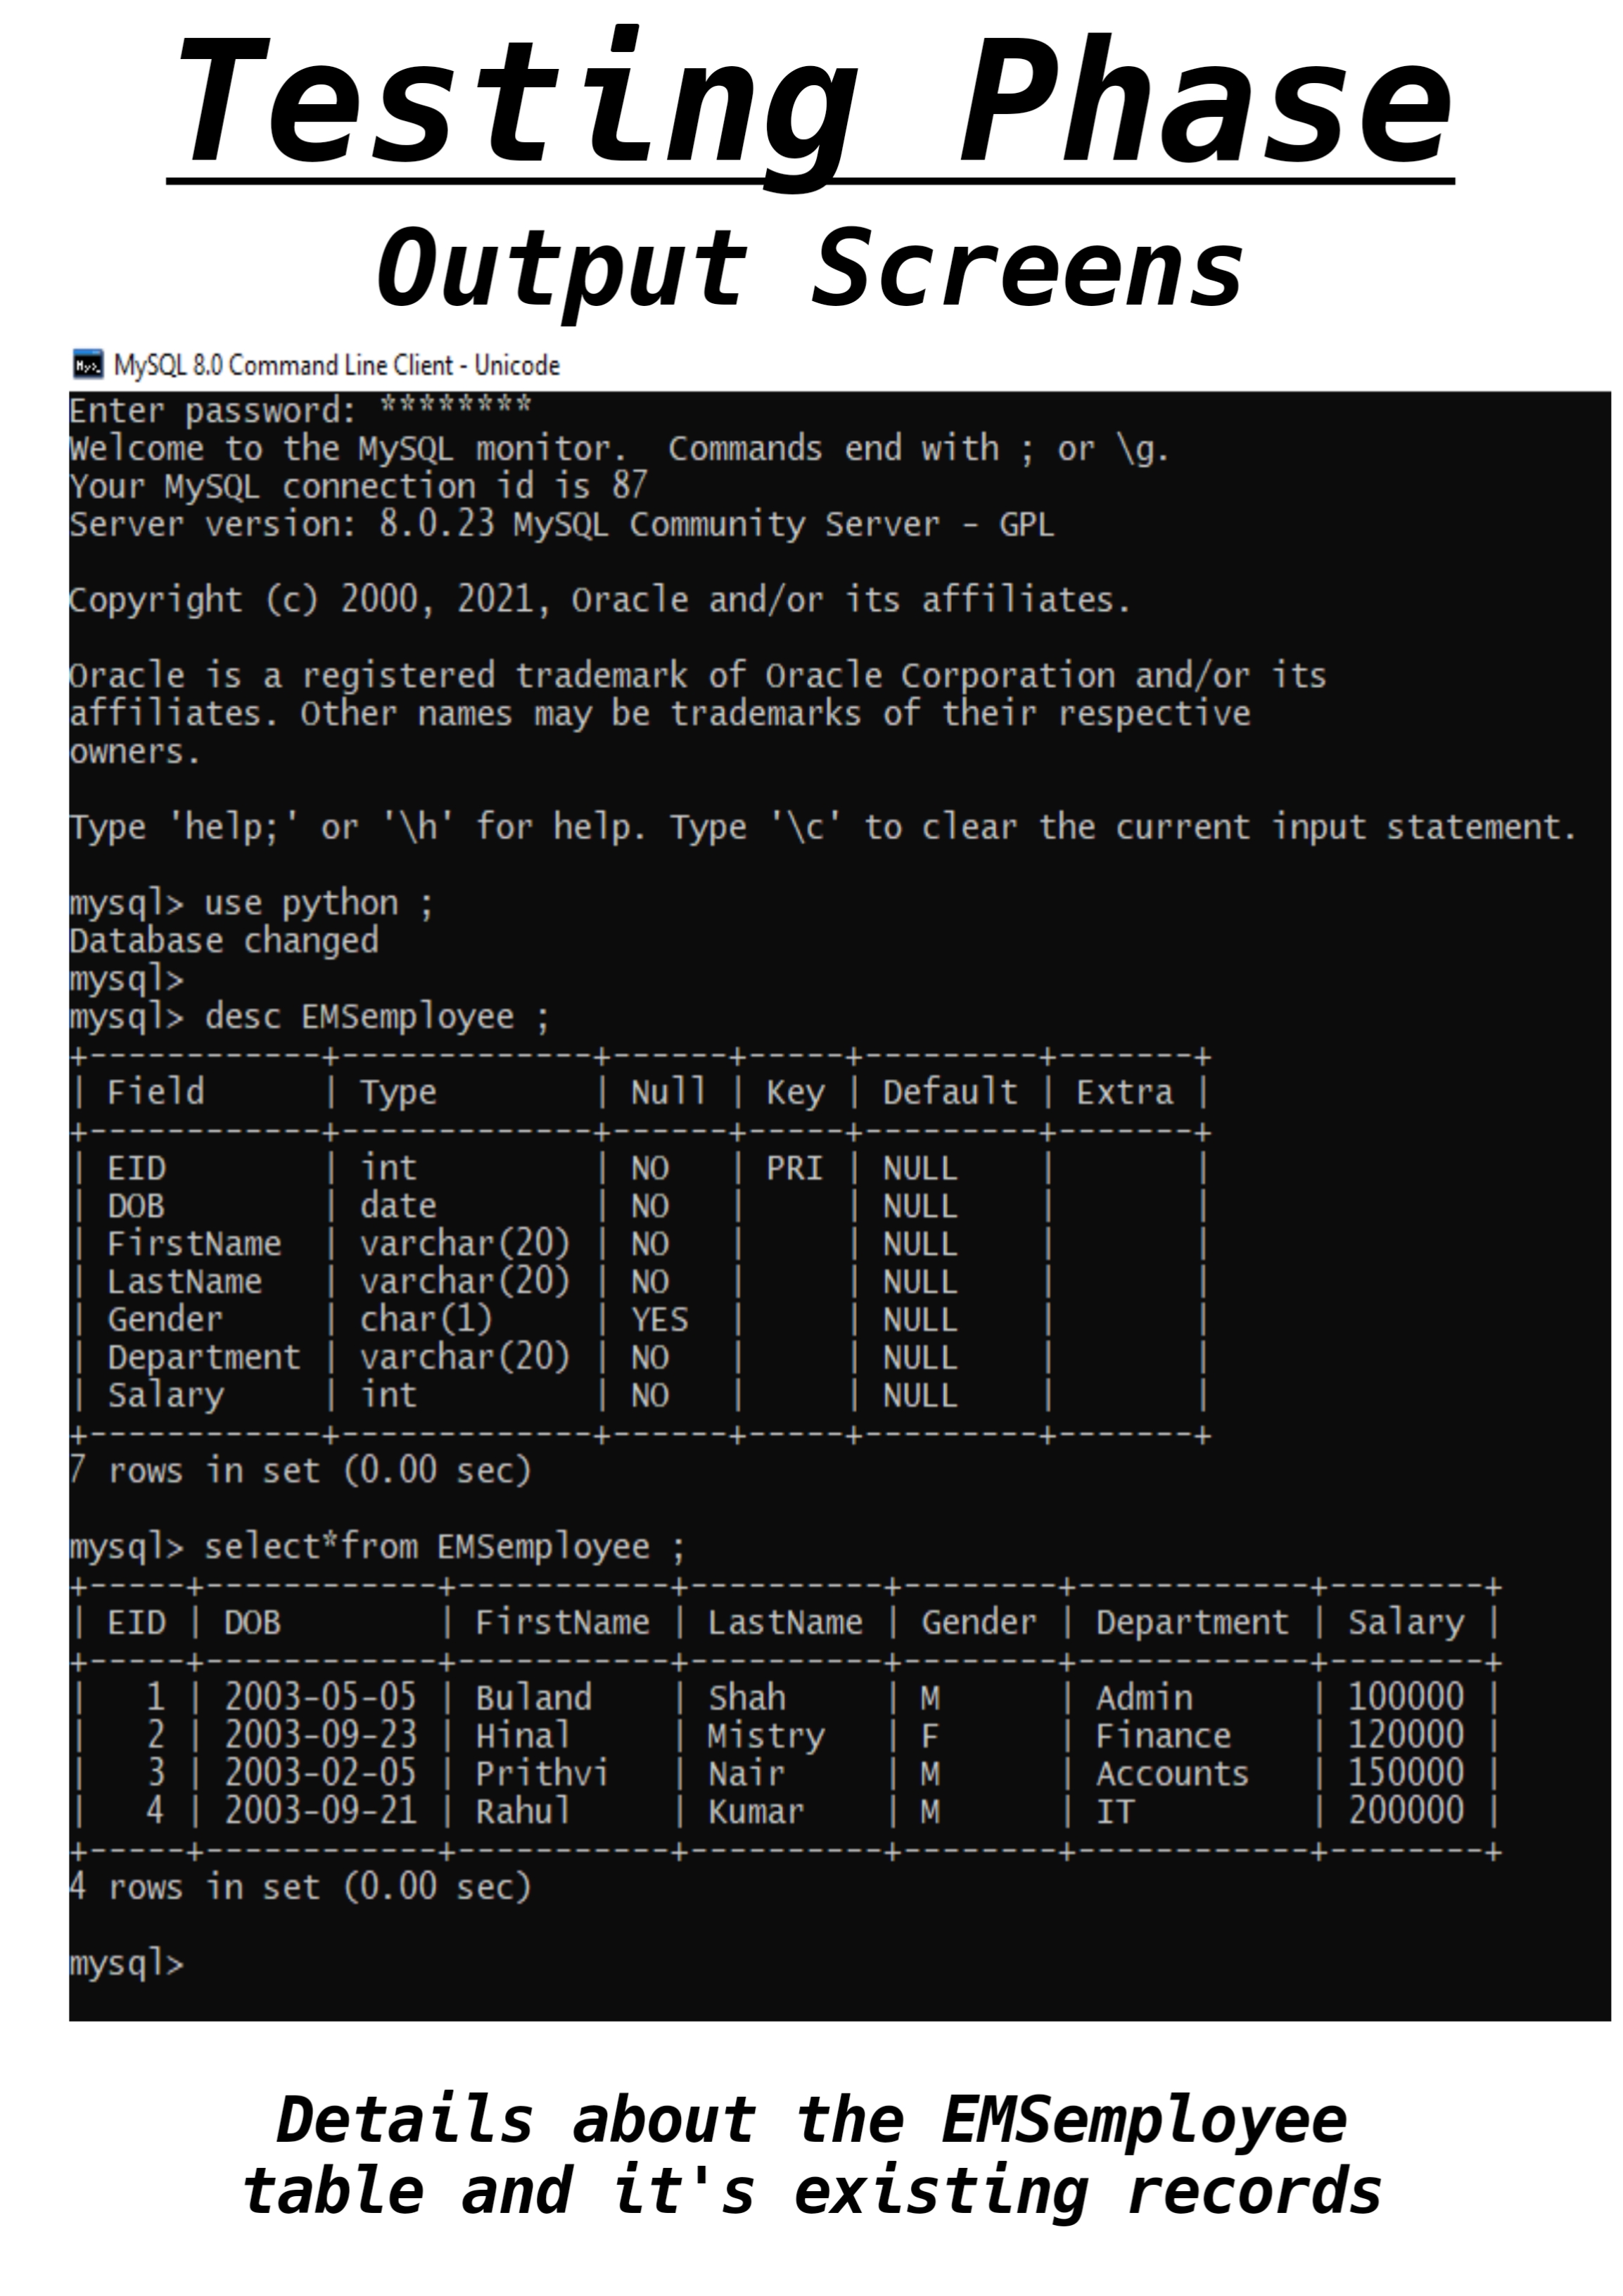 Testing Phase
Output Screens
MySQL 8.0 Command Line Client - Unicode
Enter password: ********
Welcome to the MySQL monitor.  Commands end with ; or \g.
Your MySQL connection id is 87
Server version: 8.0.23 MySQL Community Server - GPL
Copyright (c) 2000, 2021, Oracle and/or its affiliates.
Oracle is a registered trademark of Oracle Corporation and/or its
affiliates. Other names may be trademarks of their respective
owners.
Type 'help;' or '\h' for help. Type '\c' to clear the current input statement.
mysql> use python ;
Database changed
mysql>
mysql> desc EMSemployee ;
+------------+-------------+------+-----+---------+-------+
| Field      | Type        | Null | Key | Default | Extra |
+------------+-------------+------+-----+---------+-------+
| EID        | int         | NO   | PRI | NULL    |       |
| DOB        | date        | NO   |     | NULL    |       |
| FirstName  | varchar(20) | NO   |     | NULL    |       |
| LastName   | varchar(20) | NO   |     | NULL    |       |
| Gender     | char(1)     | YES  |     | NULL    |       |
| Department | varchar(20) | NO   |     | NULL    |       |
| Salary     | int         | NO   |     | NULL    |       |
+------------+-------------+------+-----+---------+-------+
7 rows in set (0.00 sec)
mysql> select*from EMSemployee ;
+-----+------------+-----------+----------+--------+------------+--------+
| EID | DOB        | FirstName | LastName | Gender | Department | Salary |
+-----+------------+-----------+----------+--------+------------+--------+
|   1 | 2003-05-05 | Buland    | Shah     | M      | Admin      | 100000 |
|   2 | 2003-09-23 | Hinal     | Mistry   | F      | Finance    | 120000 |
|   3 | 2003-02-05 | Prithvi   | Nair     | M      | Accounts   | 150000 |
|   4 | 2003-09-21 | Rahul     | Kumar    | M      | IT         | 200000 |
+-----+------------+-----------+----------+--------+------------+--------+
4 rows in set (0.00 sec)
mysql>
Details about the EMSemployee
table and it's existing records